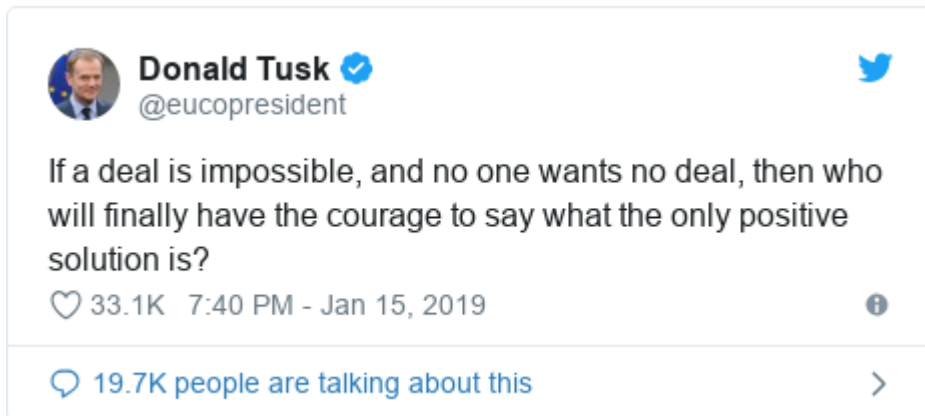 Donald Tusk
@eucopresident
If a deal is impossible, and no one wants no deal, then who
will finally have the courage to say what the only positive
solution is?
33.1K 7:40 PM - Jan 15, 2019
19.7K people are talking about this